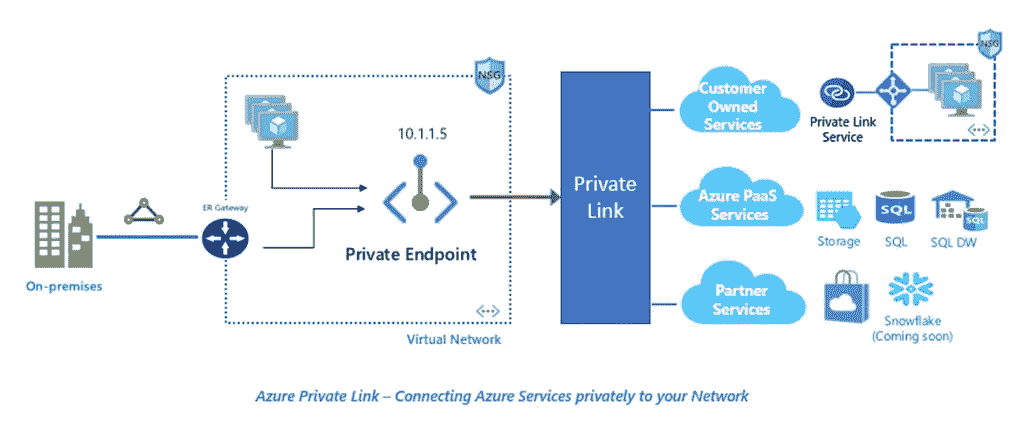 NSG
NSG
10.1.1.5
ER Gateway
Private Endpoint
On-premises
Virtual Network
Private
Link
Customer
Owned
Services
Private Link
Service
Azure PaaS
Services
Storage
SQL
SQL
SQL
SQL DW
Partner
Services
Snowflake
(Coming soon)
Azure Private Link – Connecting Azure Services privately to your Network